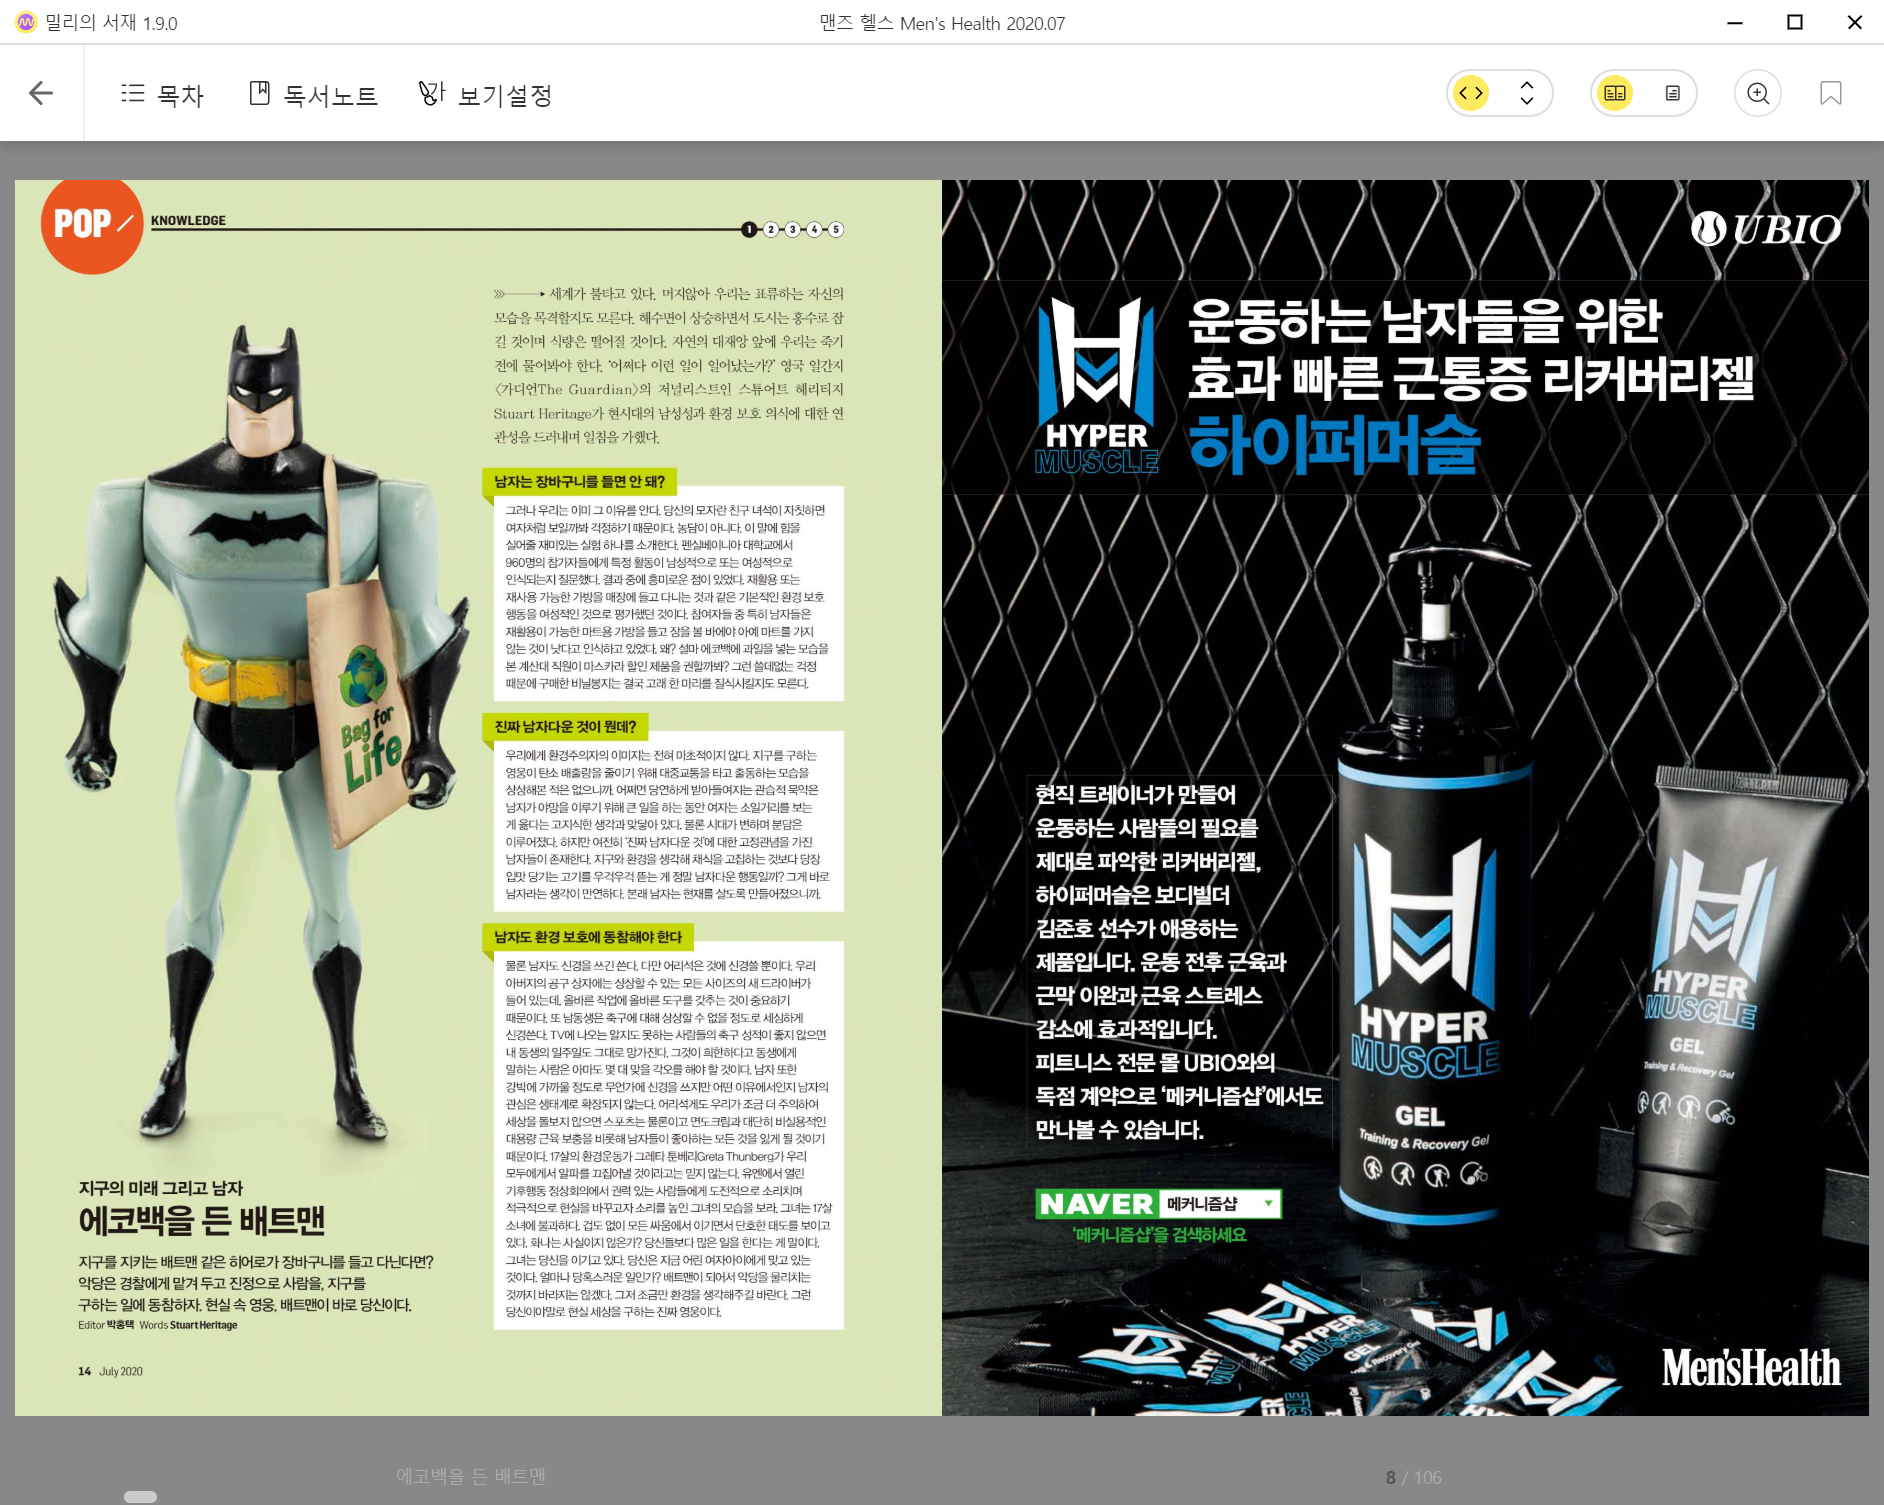 밀리의 서재 1.9.0
맨즈 헬스 Men's Health 2020.07
목차
독서노트
보기설정
POP /
KNOWLEDGE
1 2 3 4 5
세계가 불타고 있다. 머지않아 우리는 표류하는 자신의
모습을 목격할지도 모른다. 해수면이 상승하면서 도시는 홍수로 잠
길 것이며 식량은 떨어질 것이다. 자연의 대재앙 앞에 우리는 죽기
전에 물어봐야 한다. ‘어쩌다 이런 일이 일어났는가?’ 영국 일간지
〈가디언The Guardian〉의 저널리스트인 스튜어트 헤리티지
Stuart Heritage가 현시대의 남성성과 환경 보호 의식에 대한 연
관성을 드러내며 일침을 가했다.
남자는 장바구니를 들면 안 돼?
그러나 우리는 이미 그 이유를 안다. 당신의 모자란 친구 녀석이 자칫하면
여자처럼 보일까봐 걱정하기 때문이다. 농담이 아니다. 이 말에 힘을
실어줄 재미있는 실험 하나를 소개한다. 펜실베이니아 대학교에서
960명의 참가자들에게 특정 활동이 남성적으로 또는 여성적으로
인식되는지 질문했다. 결과 중에 흥미로운 점이 있었다. 재활용 또는
재사용 가능한 가방을 매장에 들고 다니는 것과 같은 기본적인 환경 보호
행동을 여성적인 것으로 평가했던 것이다. 참여자들 중 특히 남자들은
재활용이 가능한 마트용 가방을 들고 장을 볼 바에야 아예 마트를 가지
않는 것이 낫다고 인식하고 있었다. 왜? 설마 에코백에 과일을 넣는 모습을
본 계산대 직원이 마스카라 할인 제품을 권할까봐? 그런 쓸데없는 걱정
때문에 구매한 비닐봉지는 결국 고래 한 마리를 질식시킬지도 모른다.
진짜 남자다운 것이 뭔데?
우리에게 환경주의자의 이미지는 전혀 마초적이지 않다. 지구를 구하는
영웅이 탄소 배출량을 줄이기 위해 대중교통을 타고 출동하는 모습을
상상해본 적은 없으니까. 어쩌면 당연하게 받아들여지는 관습적 묵약은
남자가 야망을 이루기 위해 큰 일을 하는 동안 여자는 소일거리를 보는
게 옳다는 고지식한 생각과 맞닿아 있다. 물론 시대가 변하며 분담은
이루어졌다. 하지만 여전히 ‘진짜 남자다운 것’에 대한 고정관념을 가진
남자들이 존재한다. 지구와 환경을 생각해 채식을 고집하는 것보다 당장
입맛 당기는 고기를 우걱우걱 뜯는 게 정말 남자다운 행동일까? 그게 바로
남자라는 생각이 만연하다. 본래 남자는 현재를 살도록 만들어졌으니까.
남자도 환경 보호에 동참해야 한다
물론 남자도 신경을 쓰긴 쓴다. 다만 어리석은 것에 신경쓸 뿐이다. 우리
아버지의 공구 상자에는 상상할 수 있는 모든 사이즈의 새 드라이버가
들어 있는데, 올바른 작업에 올바른 도구를 갖추는 것이 중요하기
때문이다. 또 남동생은 축구에 대해 상상할 수 없을 정도로 세심하게
신경쓴다. TV에 나오는 알지도 못하는 사람들의 축구 성적이 좋지 않으면
내 동생의 일주일도 그대로 망가진다. 그것이 희한하다고 동생에게
말하는 사람은 아마도 몇 대 맞을 각오를 해야 할 것이다. 남자 또한
강박에 가까울 정도로 무언가에 신경을 쓰지만 어떤 이유에서인지 남자의
관심은 생태계로 확장되지 않는다. 어리석게도 우리가 조금 더 주의하여
세상을 돌보지 않으면 스포츠는 물론이고 면도크림과 대단히 비실용적인
대용량 근육 보충을 비롯해 남자들이 좋아하는 모든 것을 잃게 될 것이기
때문이다. 17살의 환경운동가 그레타 툰베리Greta Thunberg가 우리
모두에게서 알파를 끄집어낼 것이라고는 믿지 않는다. 유엔에서 열린
기후행동 정상회의에서 권력 있는 사람들에게 도전적으로 소리치며
적극적으로 현실을 바꾸고자 소리를 높인 그녀의 모습을 보라. 그녀는 17살
소녀에 불과하다. 겁도 없이 모든 싸움에서 이기면서 단호한 태도를 보이고
있다. 화나는 사실이지 않은가? 당신들보다 많은 일을 한다는 게 말이다.
그녀는 당신을 이기고 있다. 당신은 지금 어린 여자아이에게 맞고 있는
것이다. 얼마나 당혹스러운 일인가? 배트맨이 되어서 악당을 물리치는
것까지 바라지는 않겠다. 그저 조금만 환경을 생각해주길 바란다. 그런
당신이야말로 현실 세상을 구하는 진짜 영웅이다.
Bag for
Life
지구의 미래 그리고 남자
에코백을 든 배트맨
지구를 지키는 배트맨 같은 히어로가 장바구니를 들고 다닌다면?
악당은 경찰에게 맡겨 두고 진정으로 사람을, 지구를
구하는 일에 동참하자. 현실 속 영웅, 배트맨이 바로 당신이다.
Editor 박홍택 Words Stuart Heritage
14 July 2020
UBIO
HYPER
MUSCLE
운동하는 남자들을 위한
효과 빠른 근통증 리커버리젤
하이퍼머슬
현직 트레이너가 만들어
운동하는 사람들의 필요를
제대로 파악한 리커버리젤,
하이퍼머슬은 보디빌더
김준호 선수가 애용하는
제품입니다. 운동 전후 근육과
근막 이완과 근육 스트레스
감소에 효과적입니다.
피트니스 전문 몰 UBIO와의
독점 계약으로 ‘메커니즘샵’에서도
만나볼 수 있습니다.
NAVER 메커니즘샵
‘메커니즘샵’을 검색하세요
HYPER
MUSCLE
GEL
Training & Recovery Gel
HYPER
MUSCLE
GEL
Training & Recovery Gel
HYPER
MUSCLE
GEL
Men'sHealth
에코백을 든 배트맨
8 / 106